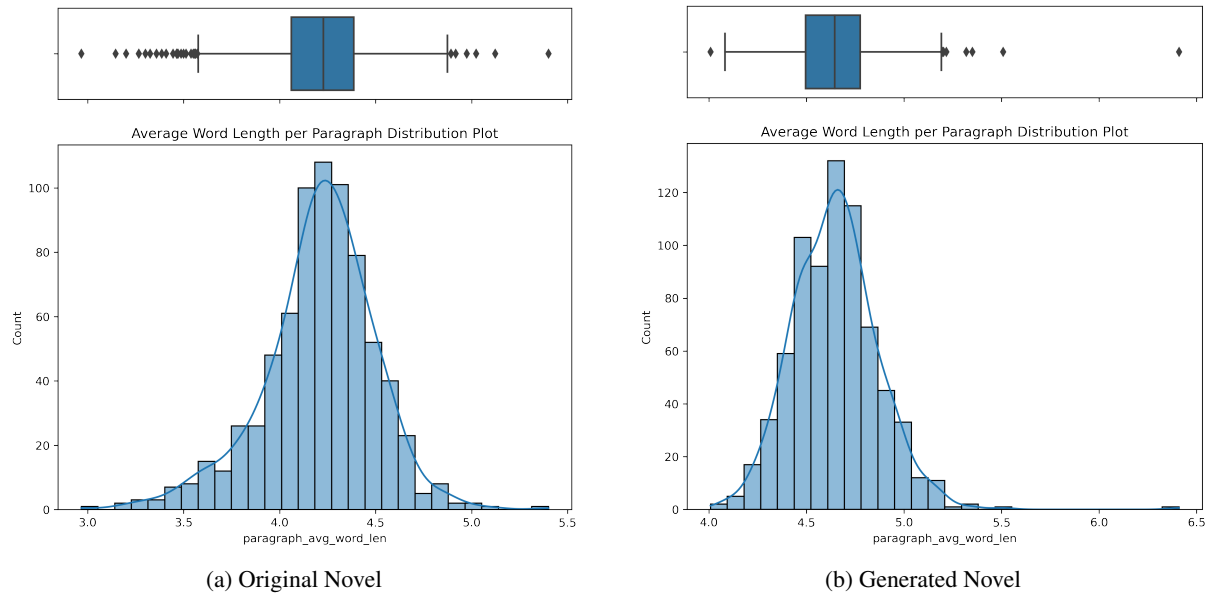 Average Word Length per Paragraph Distribution Plot
100
80
60
40
20
0
Count
3.0 3.5 4.0 4.5 5.0 5.5
paragraph_avg_word_len
(a) Original Novel
Average Word Length per Paragraph Distribution Plot
120
100
80
60
40
20
0
Count
4.0 4.5 5.0 5.5 6.0 6.5
paragraph_avg_word_len
(b) Generated Novel